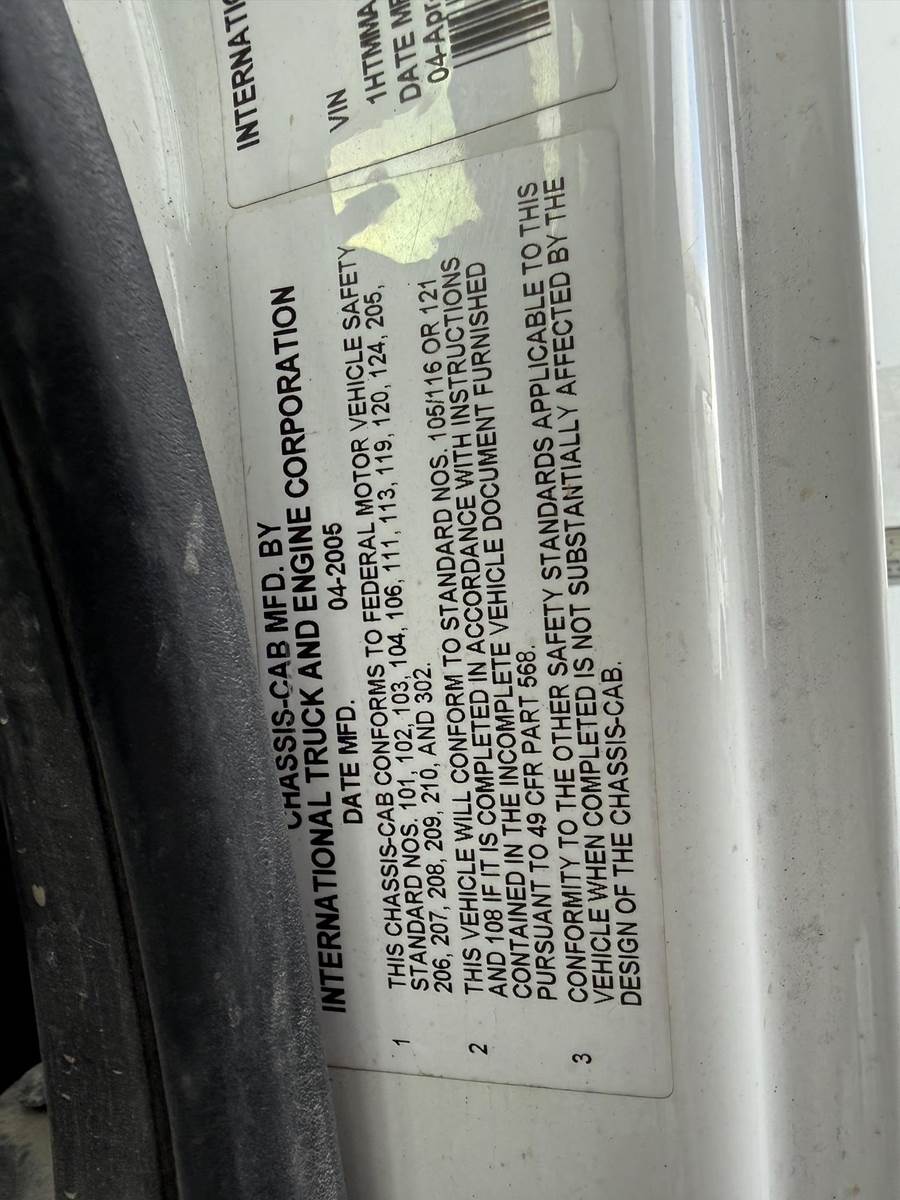 CHASSIS-CAB MFD. BY
INTERNATIONAL TRUCK AND ENGINE CORPORATION
DATE MFD. 04-2005
1 THIS CHASSIS-CAB CONFORMS TO FEDERAL MOTOR VEHICLE SAFETY
STANDARD NOS. 101, 102, 103, 104, 106, 111, 113, 119, 120, 124, 205,
206, 207, 208, 209, 210, AND 302.
2 THIS VEHICLE WILL CONFORM TO STANDARD NOS. 105/116 OR 121
AND 108 IF IT IS COMPLETED IN ACCORDANCE WITH INSTRUCTIONS
CONTAINED IN THE INCOMPLETE VEHICLE DOCUMENT FURNISHED
PURSUANT TO 49 CFR PART 568.
3 CONFORMITY TO THE OTHER SAFETY STANDARDS APPLICABLE TO THIS
VEHICLE WHEN COMPLETED IS NOT SUBSTANTIALLY AFFECTED BY THE
DESIGN OF THE CHASSIS-CAB.
INTERNATI
VIN
1HTMMA
DATE MF
04-Apr